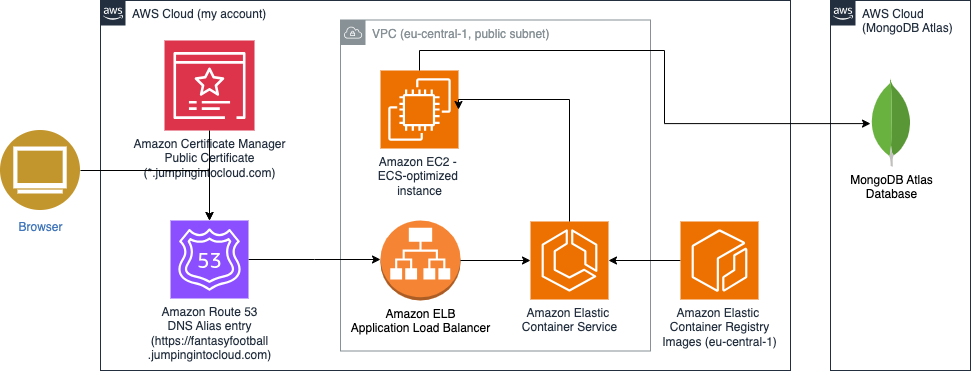 aws
AWS Cloud (my account)
aws
AWS Cloud
(MongoDB Atlas)
VPC (eu-central-1, public subnet)
Amazon Certificate Manager
Public Certificate
(*.jumpingintocloud.com)
Amazon EC2 -
ECS-optimized
instance
MongoDB Atlas
Database
Browser
53
Amazon Route 53
DNS Alias entry
(https://fantasyfootball
.jumpingintocloud.com)
Amazon ELB
Application Load Balancer
Amazon Elastic
Container Service
Amazon Elastic
Container Registry
Images (eu-central-1)